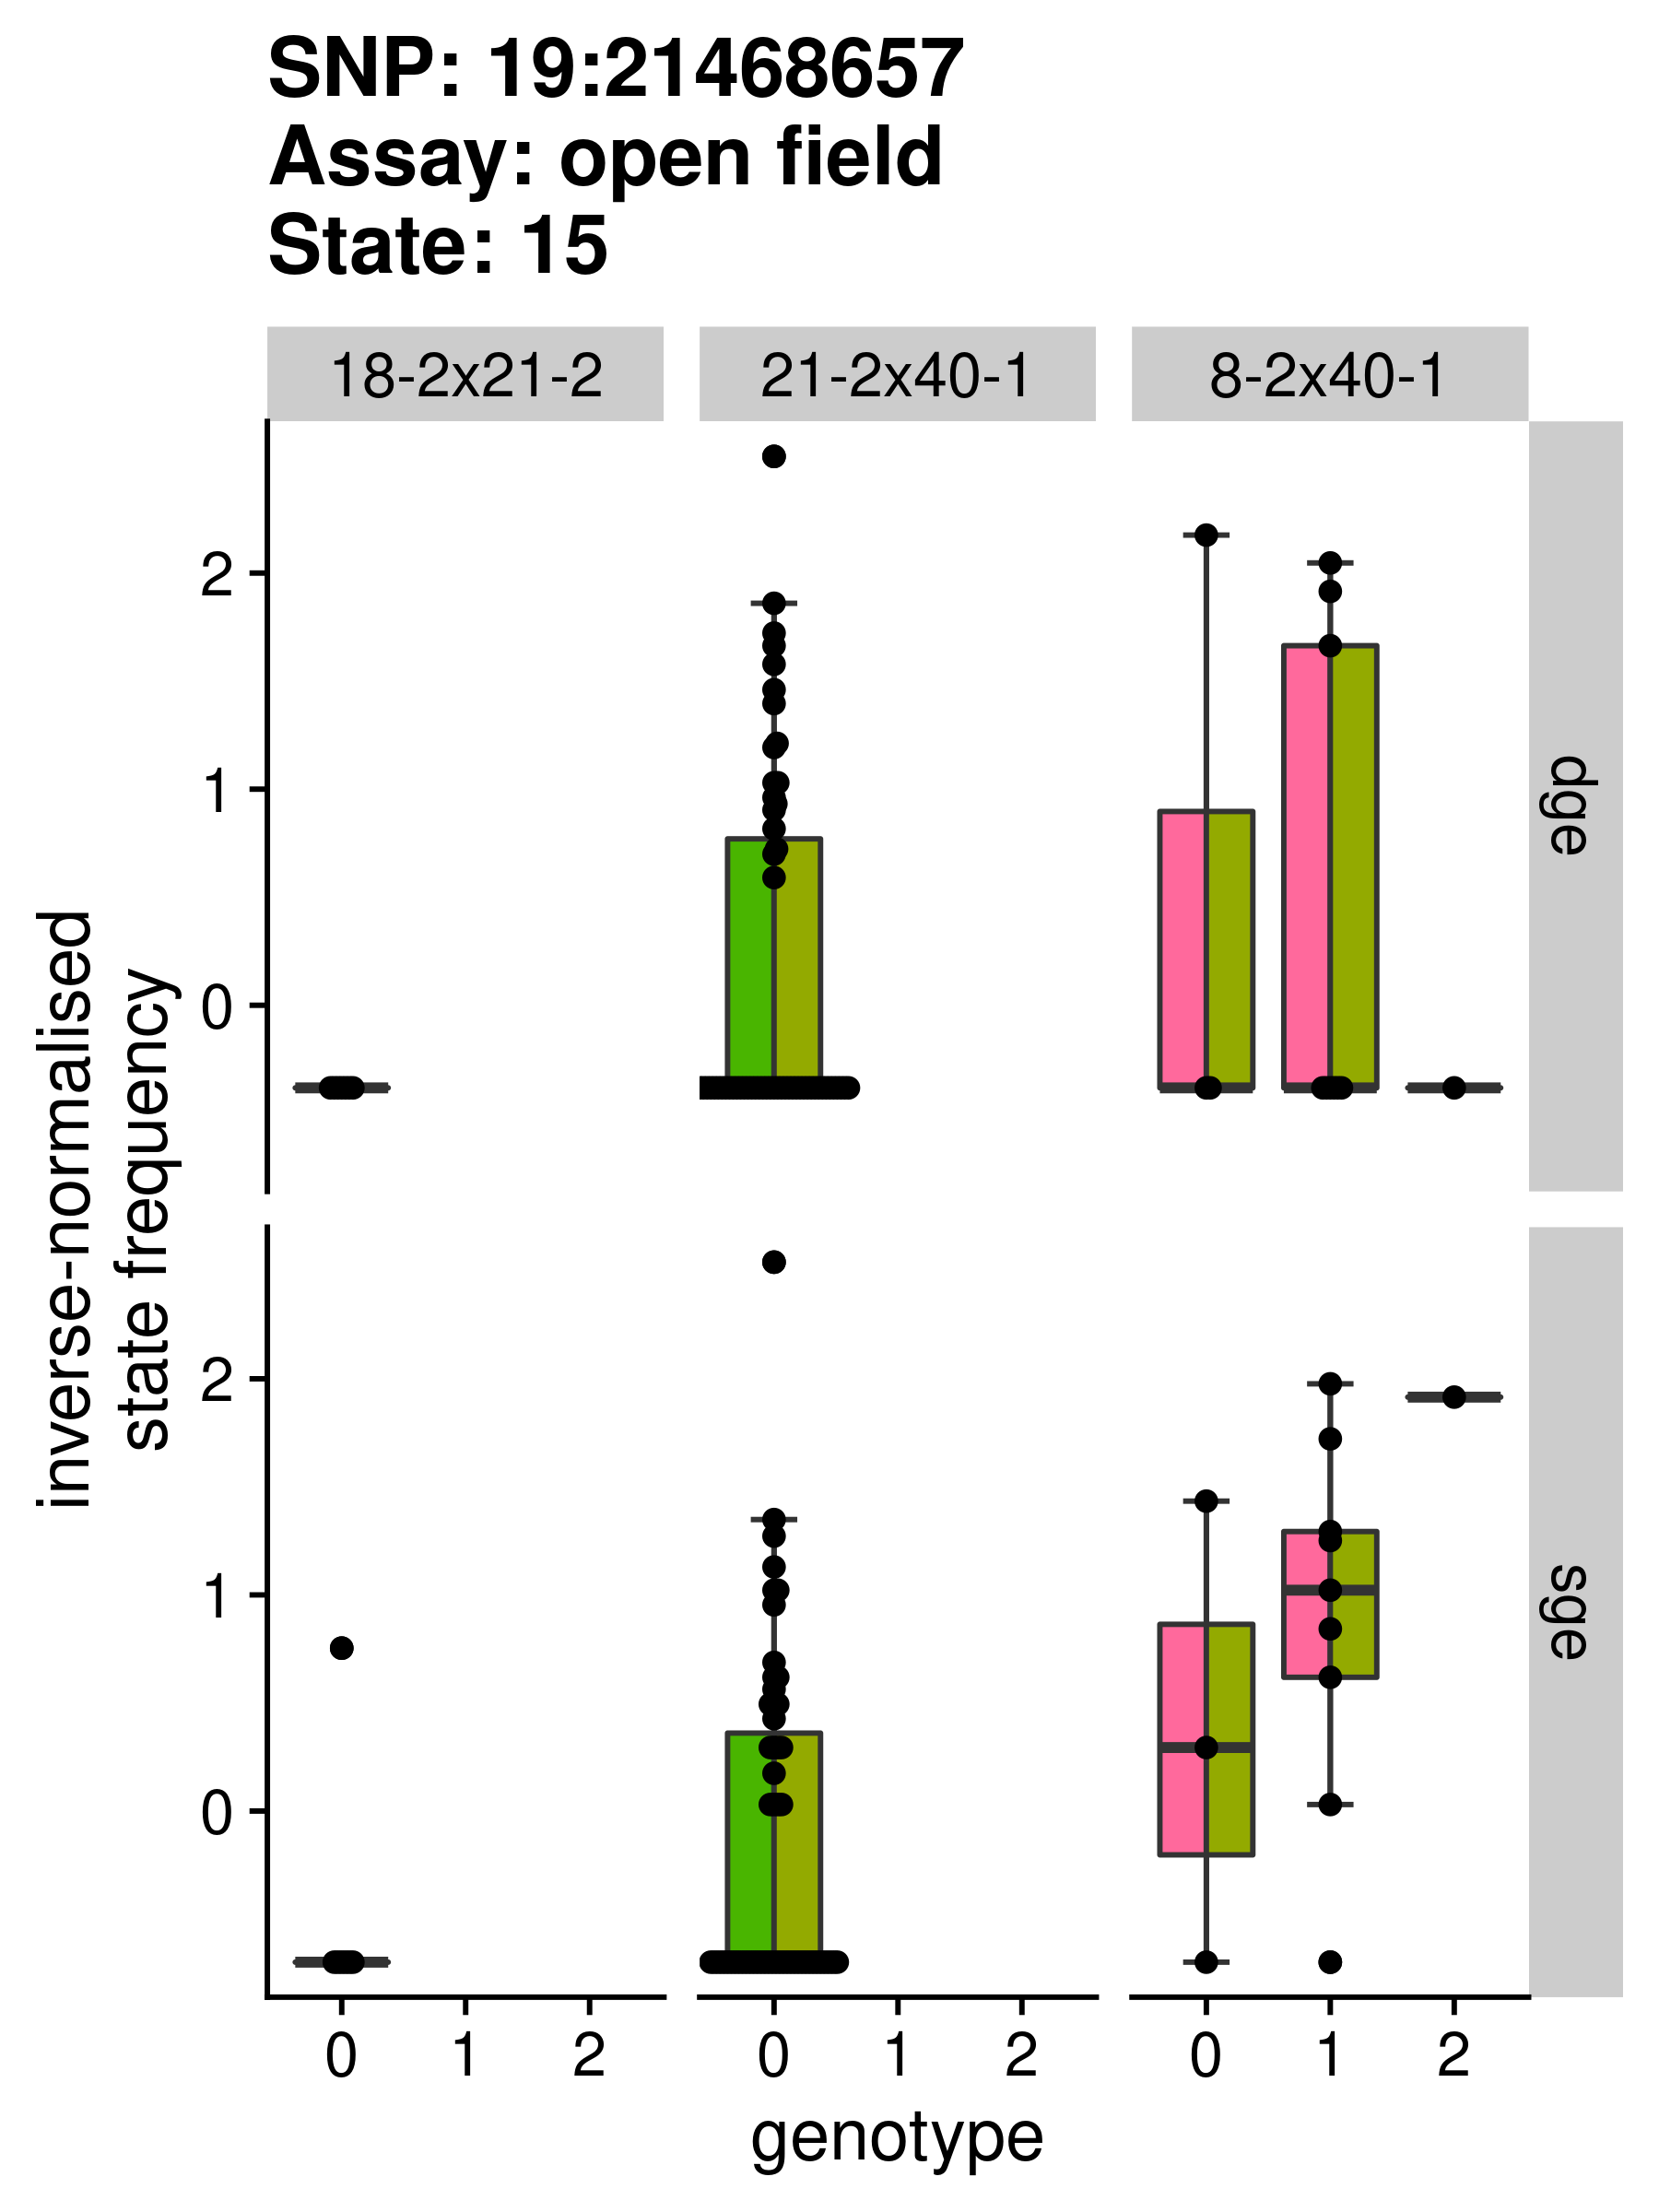 SNP: 19:21468657
Assay: open field
State: 15
18-2x21-2
21-2x40-1
8-2x40-1
2
1
0
dge
inverse-normalised
state frequency
2
1
0
sge
0 1 2
0 1 2
0 1 2
genotype